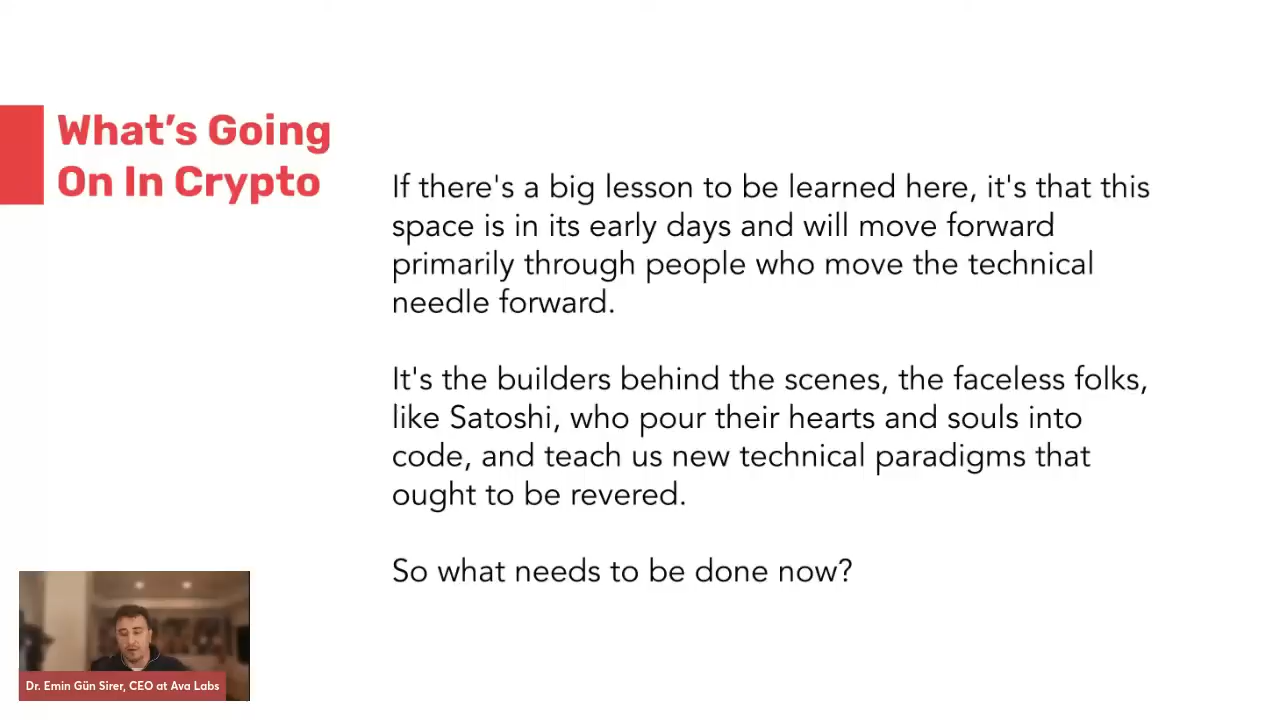 What's Going
On In Crypto
If there's a big lesson to be learned here, it's that this
space is in its early days and will move forward
primarily through people who move the technical
needle forward.
It's the builders behind the scenes, the faceless folks,
like Satoshi, who pour their hearts and souls into
code, and teach us new technical paradigms that
ought to be revered.
So what needs to be done now?
Dr. Emin Gün Sirer, CEO at Ava Labs